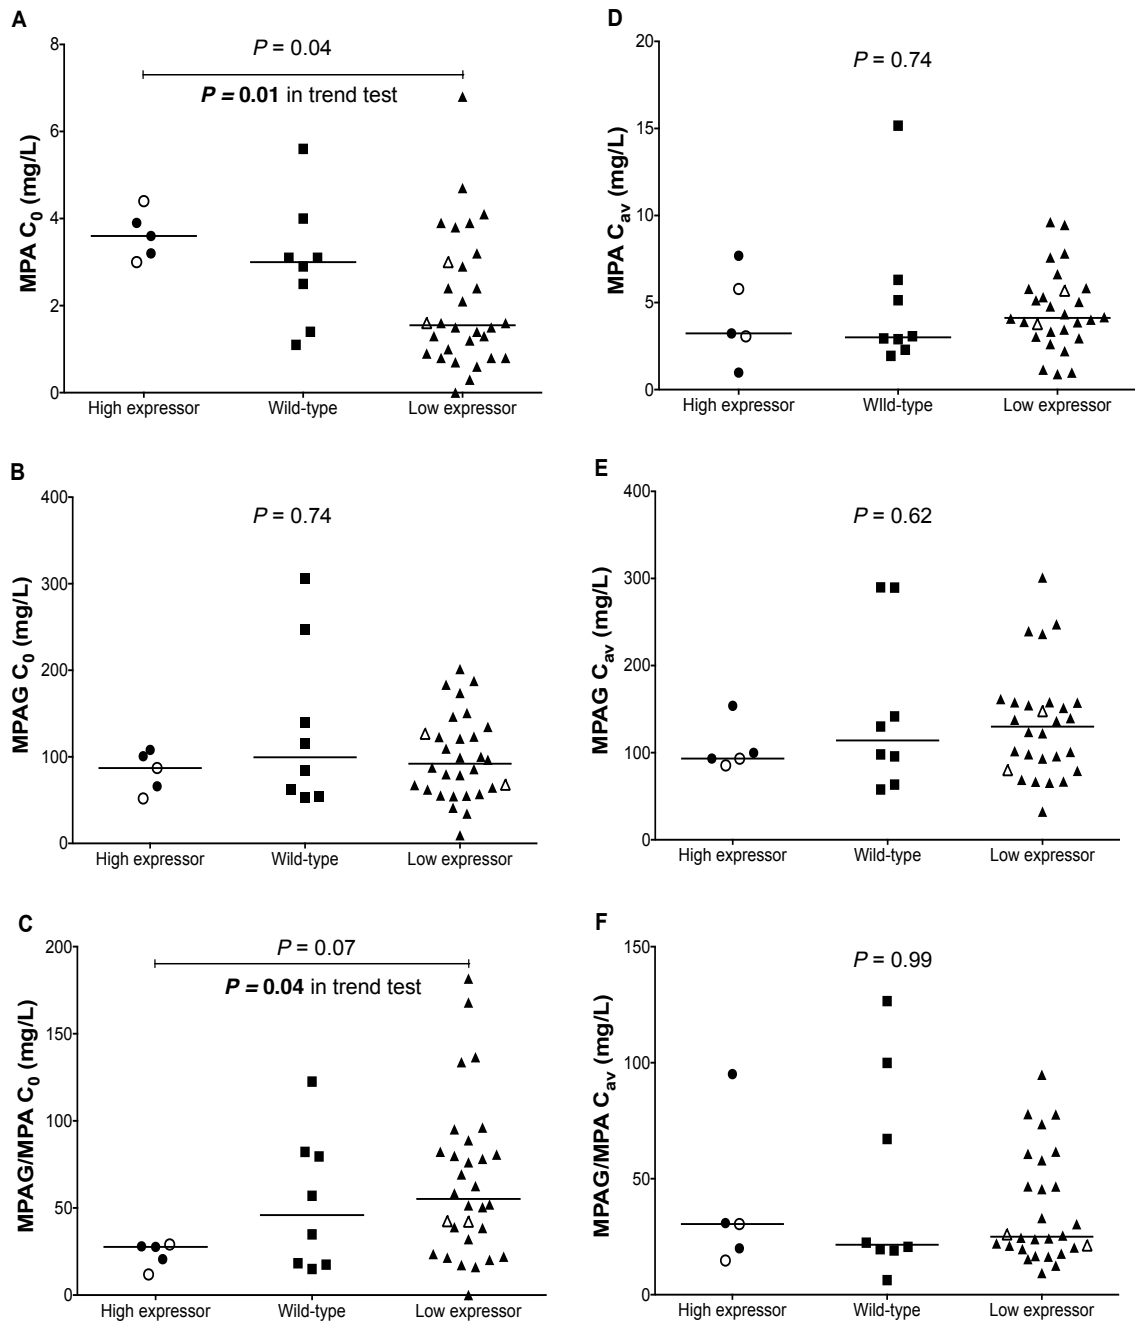 A
P = 0.04
P = 0.01 in trend test
MPA C0 (mg/L)
8
6
4
2
0
High expressor Wild-type Low expressor
D
P = 0.74
MPA Cav (mg/L)
20
15
10
5
0
High expressor WIld-type Low expressor
B
P = 0.74
MPAG C0 (mg/L)
400
300
200
100
0
High expressor Wild-type Low expressor
E
P = 0.62
MPAG Cav (mg/L)
400
300
200
100
0
High expressor Wild-type Low expressor
C
P = 0.07
P = 0.04 in trend test
MPAG/MPA C0 (mg/L)
200
150
100
50
0
High expressor Wild-type Low expressor
F
P = 0.99
MPAG/MPA Cav (mg/L)
150
100
50
0
High expressor Wild-type Low expressor